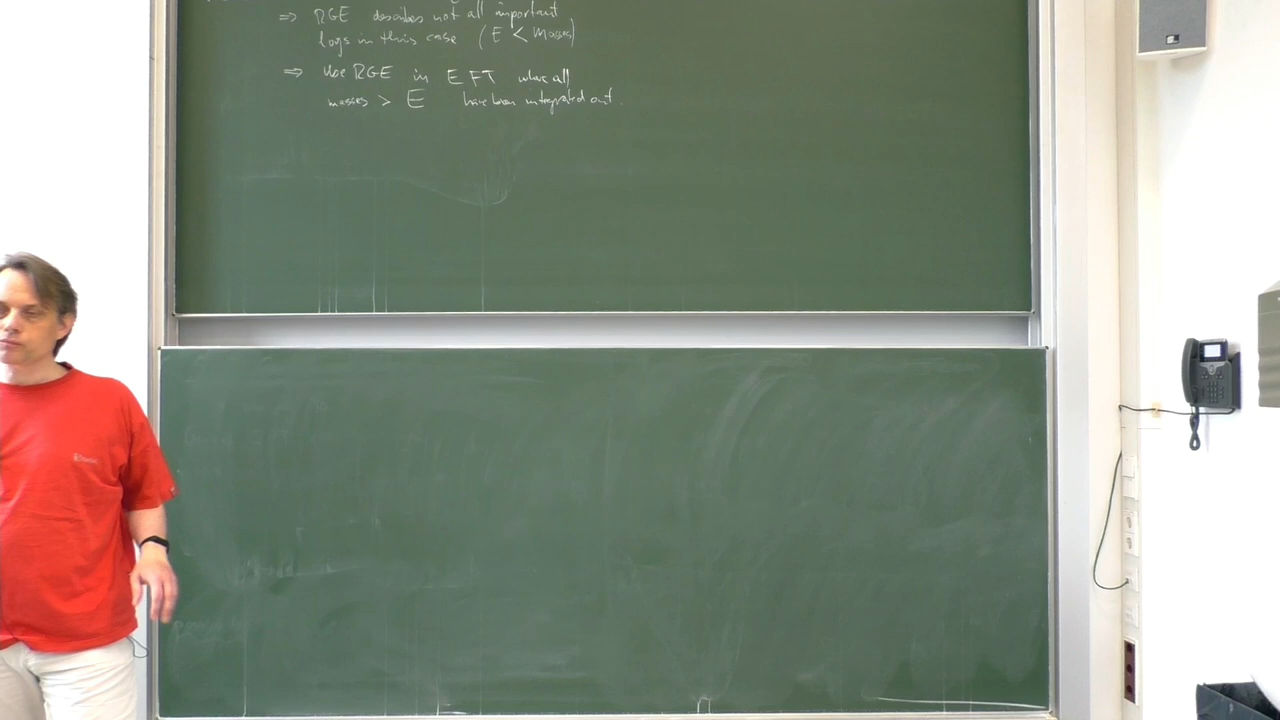 ⇒ RGE describes not all important
logs in this case (E < Masses)
⇒ Use RGE in EFT where all
masses > E have been integrated out.